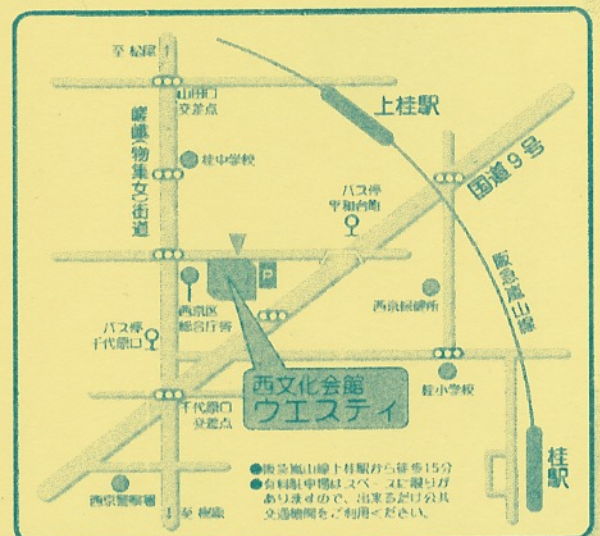 至 松尾 ↑
山田口
交差点
上桂駅
嵯峨(物集女)街道
桂中学校
国道9号
バス停
平和台前
P
西京区
総合庁舎
西京保健所
阪急嵐山線
バス停
千代原口
西文化会館
ウエスティ
桂小学校
千代原口
交差点
桂駅
西京警察署
●阪急嵐山線上桂駅から徒歩15分
●有料駐車場はスペースに限りが
ありますので、出来るだけ公共
交通機関をご利用ください。